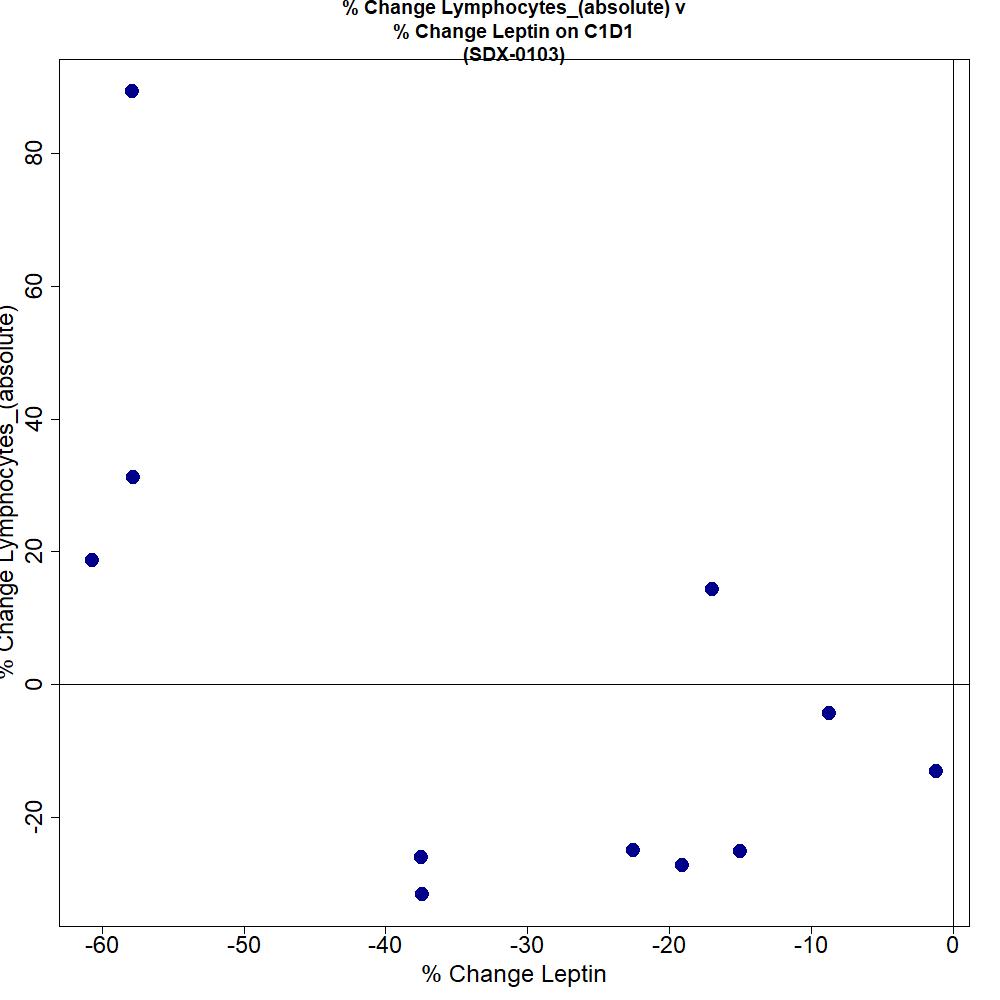 % Change Lymphocytes_(absolute) v
% Change Leptin on C1D1
(SDX-0103)
% Change Lymphocytes_(absolute)
80
60
40
20
0
-20
-60
-50
-40
-30
-20
-10
0
% Change Leptin